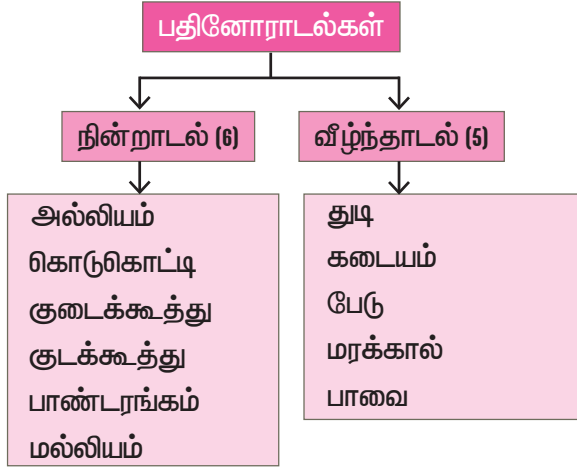 பதினோராடல்கள்
நின்றாடல் (6)
வீழ்ந்தாடல் (5)
அல்லியம்
கொடுகொட்டி
குடைக்கூத்து
குடக்கூத்து
பாண்டரங்கம்
மல்லியம்
துடி
கடையம்
பேடு
மரக்கால்
பாவை